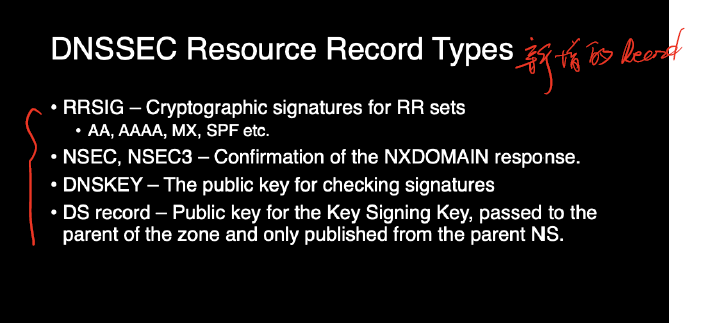 DNSSEC Resource Record Types 新增的 Record
• RRSIG – Cryptographic signatures for RR sets
• AA, AAAA, MX, SPF etc.
• NSEC, NSEC3 – Confirmation of the NXDOMAIN response.
• DNSKEY – The public key for checking signatures
• DS record – Public key for the Key Signing Key, passed to the
parent of the zone and only published from the parent NS.